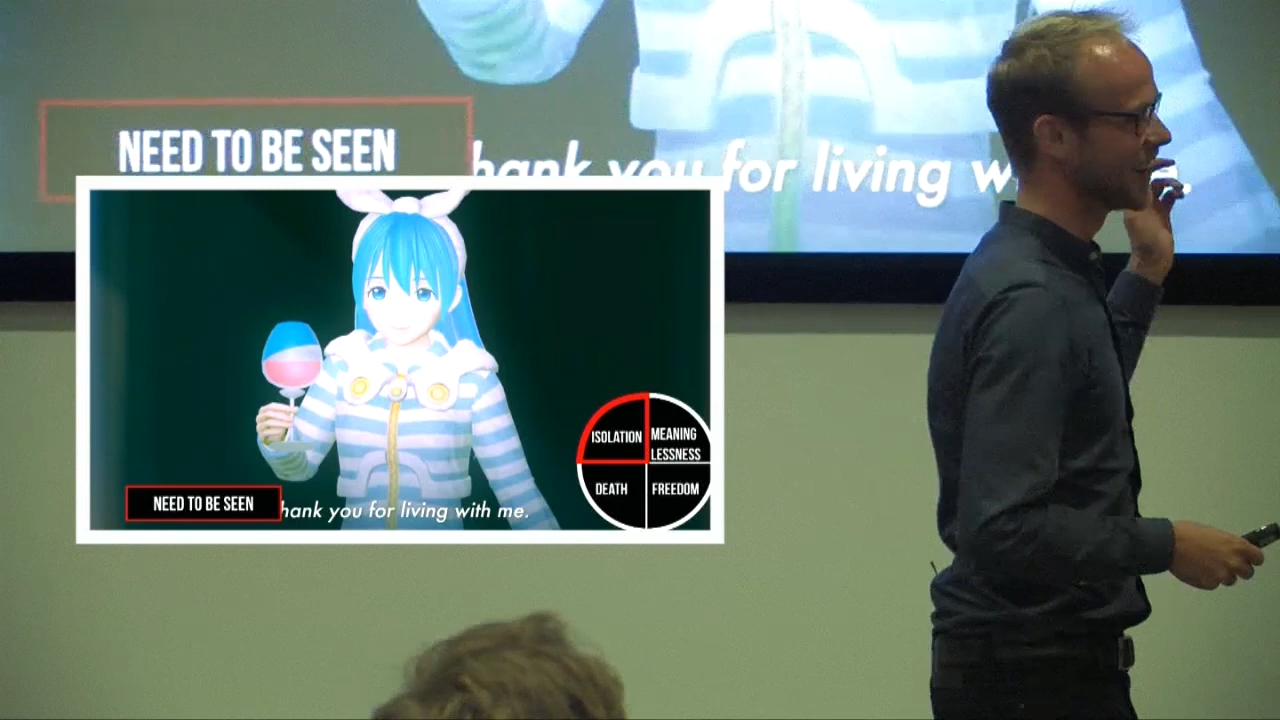 NEED TO BE SEEN
hank you for living w
NEED TO BE SEEN
hank you for living with me.
ISOLATION
MEANING
LESSNESS
DEATH
FREEDOM